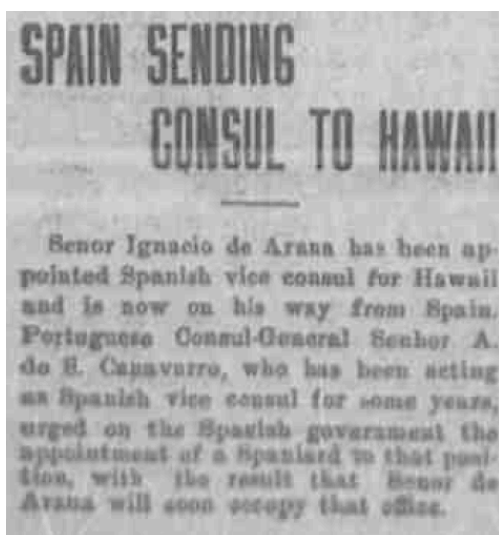 SPAIN SENDING
CONSUL TO HAWAII
Senor Ignacio de Arana has been ap-
pointed Spanish vice consul for Hawaii
and is now on his way from Spain.
Portuguese Consul-General Senhor A.
de S. Canavarro, who has been acting
as Spanish vice consul for some years,
urged on the Spanish government the
appointment of a Spaniard to that posi-
tion, with the result that Senor de
Arana will soon occupy that office.